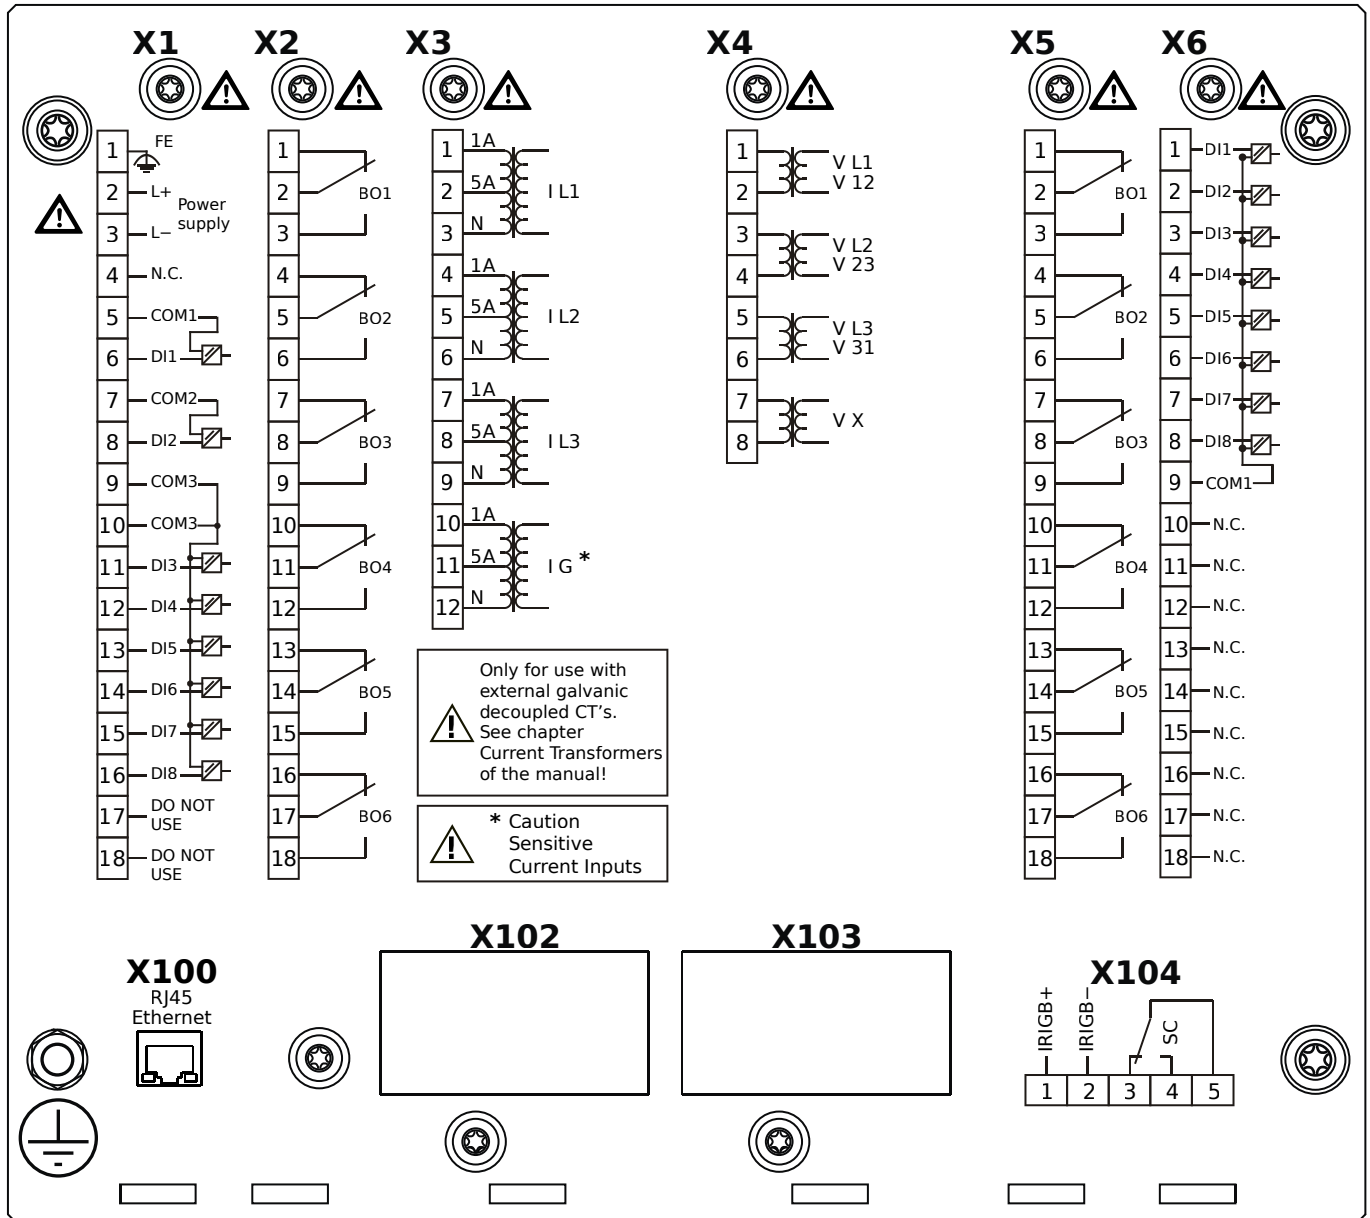 X1
X2
X3
X4
X5
X6
1 FE
2 L+
Power
supply
3 L−
4 N.C.
5 COM1
6 DI1
7 COM2
8 DI2
9 COM3
10 COM3
11 DI3
12 DI4
13 DI5
14 DI6
15 DI7
16 DI8
17 DO NOT
USE
18 DO NOT
USE
1
2 BO1
3
4
5 BO2
6
7
8 BO3
9
10
11 BO4
12
13
14 BO5
15
16
17 BO6
18
1 1A
2 5A I L1
3 N
4 1A
5 5A I L2
6 N
7 1A
8 5A I L3
9 N
10 1A
11 5A I G *
12 N
Only for use with
external galvanic
decoupled CT's.
See chapter
Current Transformers
of the manual!
* Caution
Sensitive
Current Inputs
1 V L1
2 V 12
3 V L2
4 V 23
5 V L3
6 V 31
7 V X
8
1
2 BO1
3
4
5 BO2
6
7
8 BO3
9
10
11 BO4
12
13
14 BO5
15
16
17 BO6
18
1 DI1
2 DI2
3 DI3
4 DI4
5 DI5
6 DI6
7 DI7
8 DI8
9 COM1
10 N.C.
11 N.C.
12 N.C.
13 N.C.
14 N.C.
15 N.C.
16 N.C.
17 N.C.
18 N.C.
X100
RJ45
Ethernet
X102
X103
X104
IRIGB+
IRIGB−
SC
1 2 3 4 5